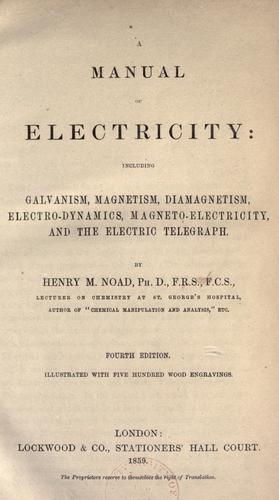 A
MANUAL
OF
ELECTRICITY:
INCLUDING
GALVANISM, MAGNETISM, DIAMAGNETISM,
ELECTRO-DYNAMICS, MAGNETO-ELECTRICITY,
AND THE ELECTRIC TELEGRAPH.
BY
HENRY M. NOAD, PH. D., F.R.S., F.C.S.,
LECTURER ON CHEMISTRY AT ST. GEORGE'S HOSPITAL,
AUTHOR OF "CHEMICAL MANIPULATION AND ANALYSIS," ETC.
FOURTH EDITION.
ILLUSTRATED WITH FIVE HUNDRED WOOD ENGRAVINGS.
LONDON:
LOCKWOOD & CO., STATIONERS' HALL COURT.
1859.
The Proprietors reserve to themselves the right of Translation.